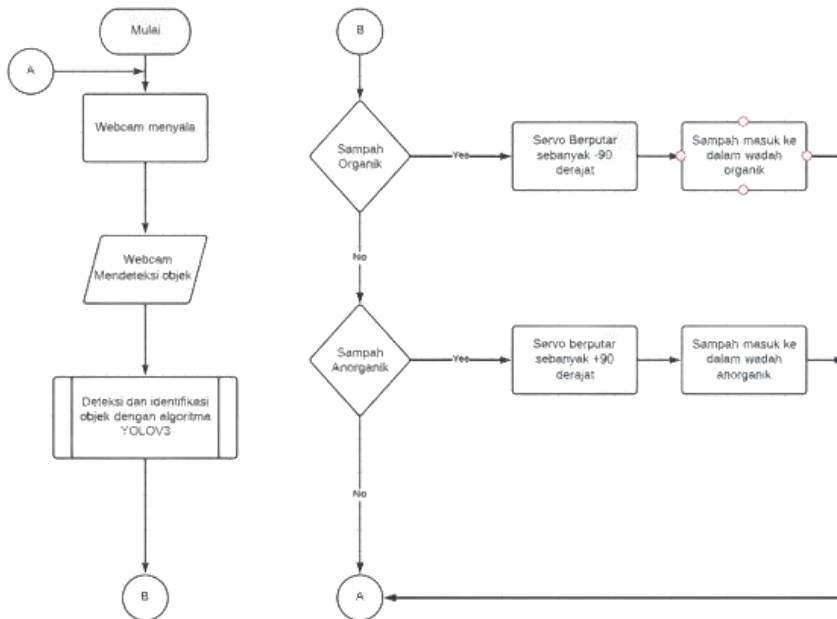 Mulai
A
Webcam menyala
Webcam
Mendeteksi objek
Deteksi dan identifikasi
objek dengan algoritma
YOLOV3
B
B
Sampah
Organik
Yes
Servo Berputar
sebanyak -90
derajat
Sampah masuk ke
dalam wadah
organik
No
Sampah
Anorganik
Yes
Servo berputar
sebanyak +90
derajat
Sampah masuk ke
dalam wadah
anorganik
No
A